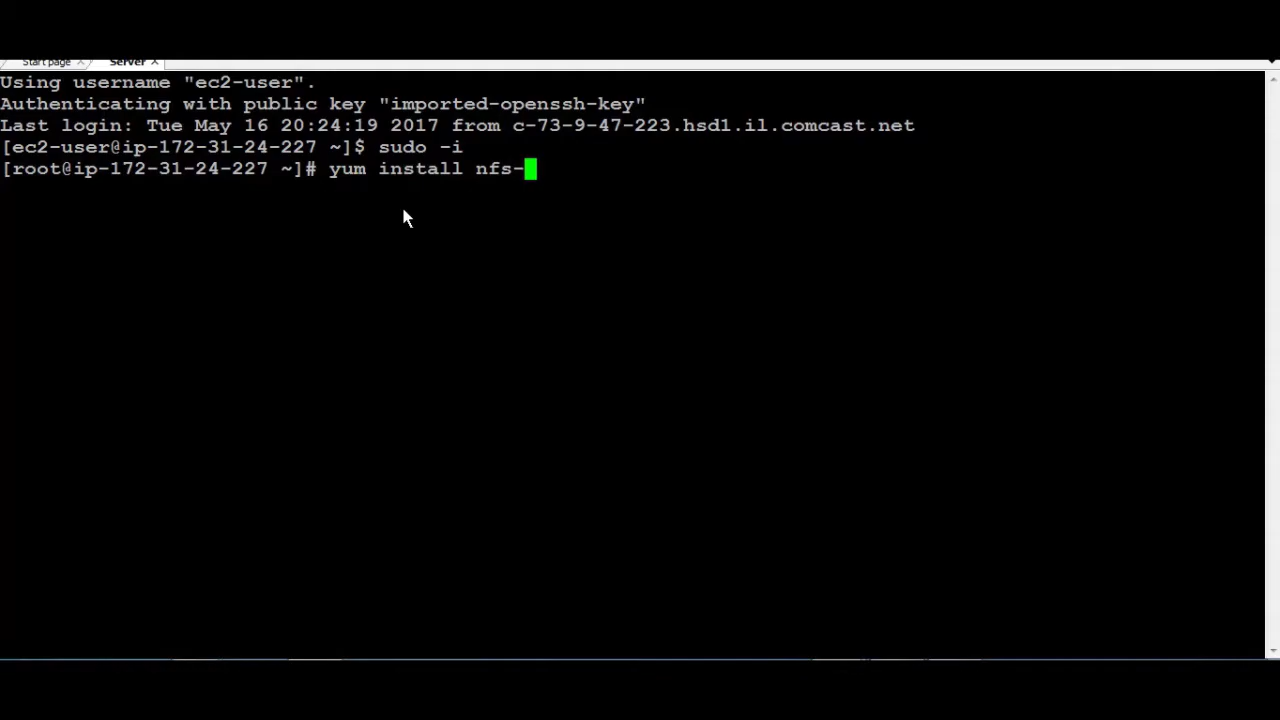 Start page
Server
Using username "ec2-user".
Authenticating with public key "imported-openssh-key"
Last login: Tue May 16 20:24:19 2017 from c-73-9-47-223.hsd1.il.comcast.net
[ec2-user@ip-172-31-24-227 ~]$ sudo -i
[root@ip-172-31-24-227 ~]# yum install nfs-